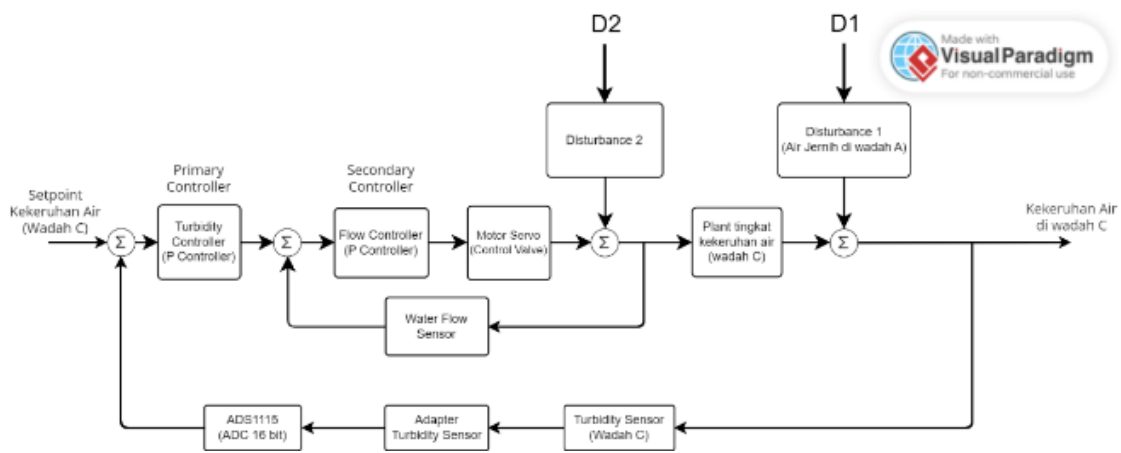 D2
D1
Made with
Visual Paradigm
For non-commercial use
Disturbance 2
Disturbance 1
(Air Jernih di wadah A)
Primary
Controller
Secondary
Controller
Setpoint
Kekeruhan Air
(Wadah C)
Σ
Turbidity
Controller
(P Controller)
Σ
Flow Controller
(P Controller)
Motor Servo
(Control Valve)
Σ
Plant tingkat
kekeruhan air
(wadah C)
Σ
Kekeruhan Air
di wadah C
Water Flow
Sensor
ADS1115
(ADC 16 bit)
Adapter
Turbidity Sensor
Turbidity Sensor
(Wadah C)